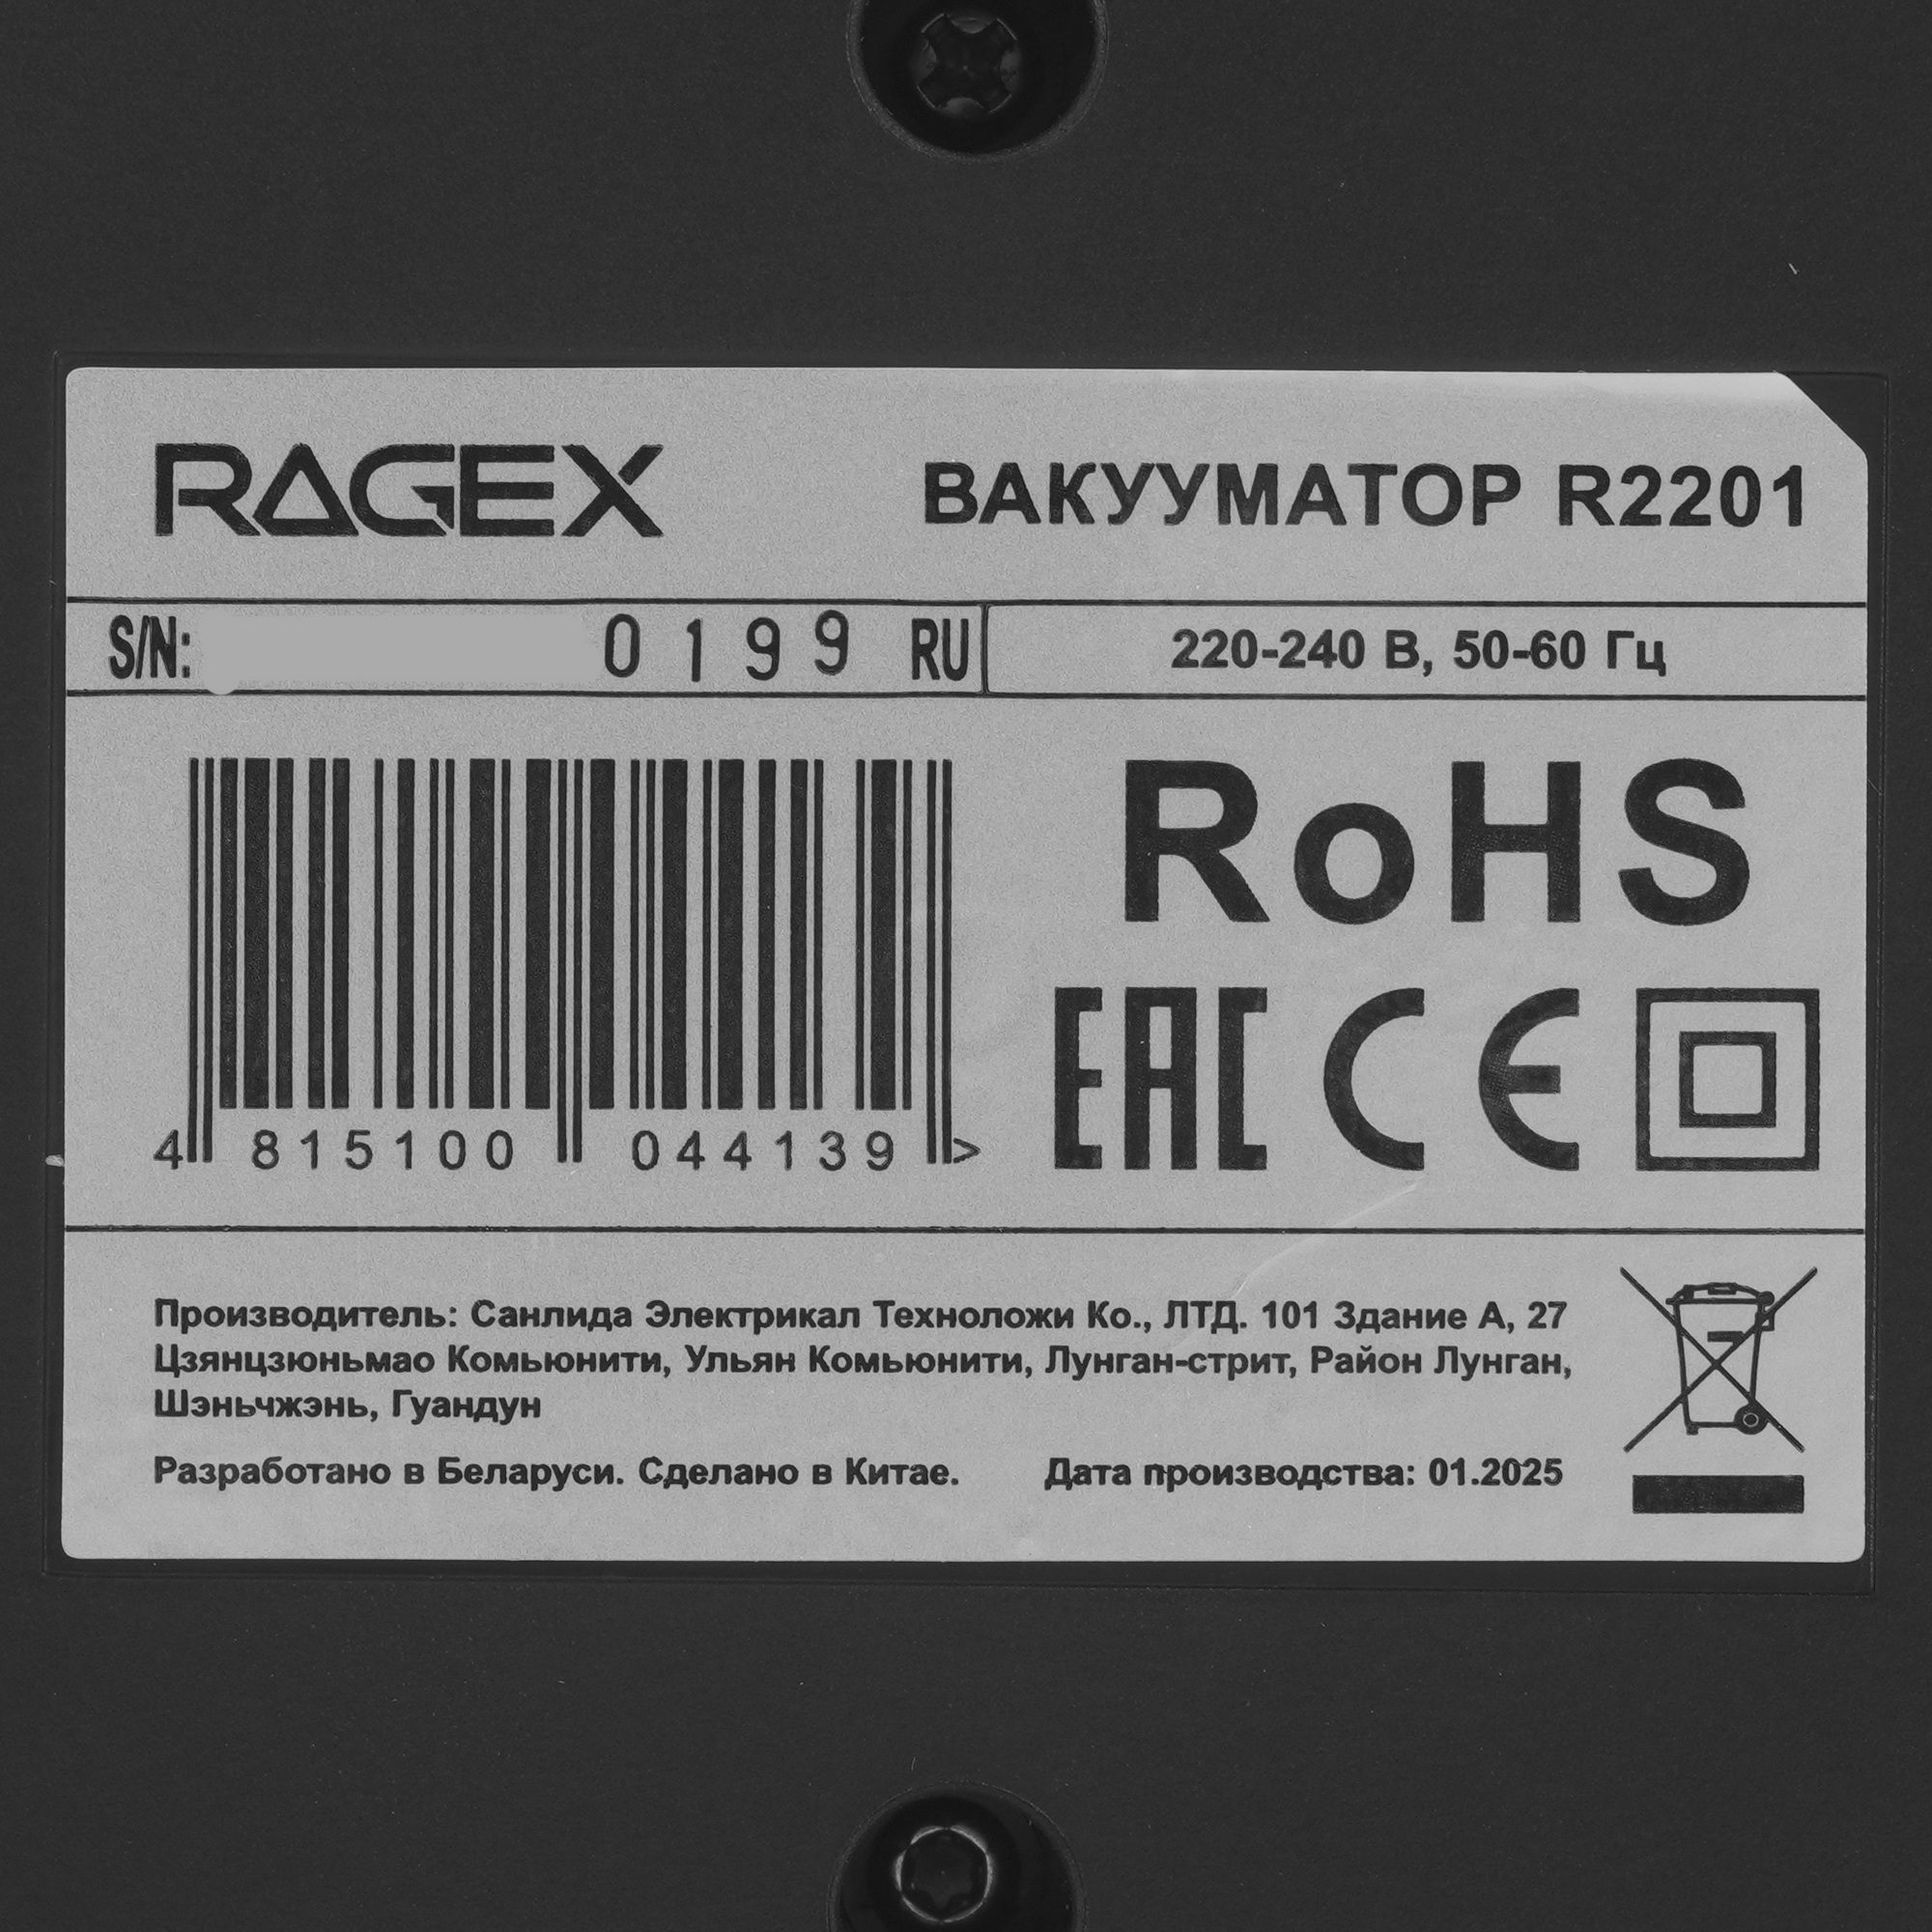 RAGEX ВАКУУМАТОР R2201
S/N: 0199 RU 220-240 В, 50-60 Гц
RoHS
EAC CE
4 815100 044139 >
Производитель: Санлида Электрикал Техноложи Ко., ЛТД. 101 Здание А, 27
Цзянцзюньмао Комьюнити, Ульян Комьюнити, Лунган-стрит, Район Лунган,
Шэньчжэнь, Гуандун
Разработано в Беларуси. Сделано в Китае. Дата производства: 01.2025